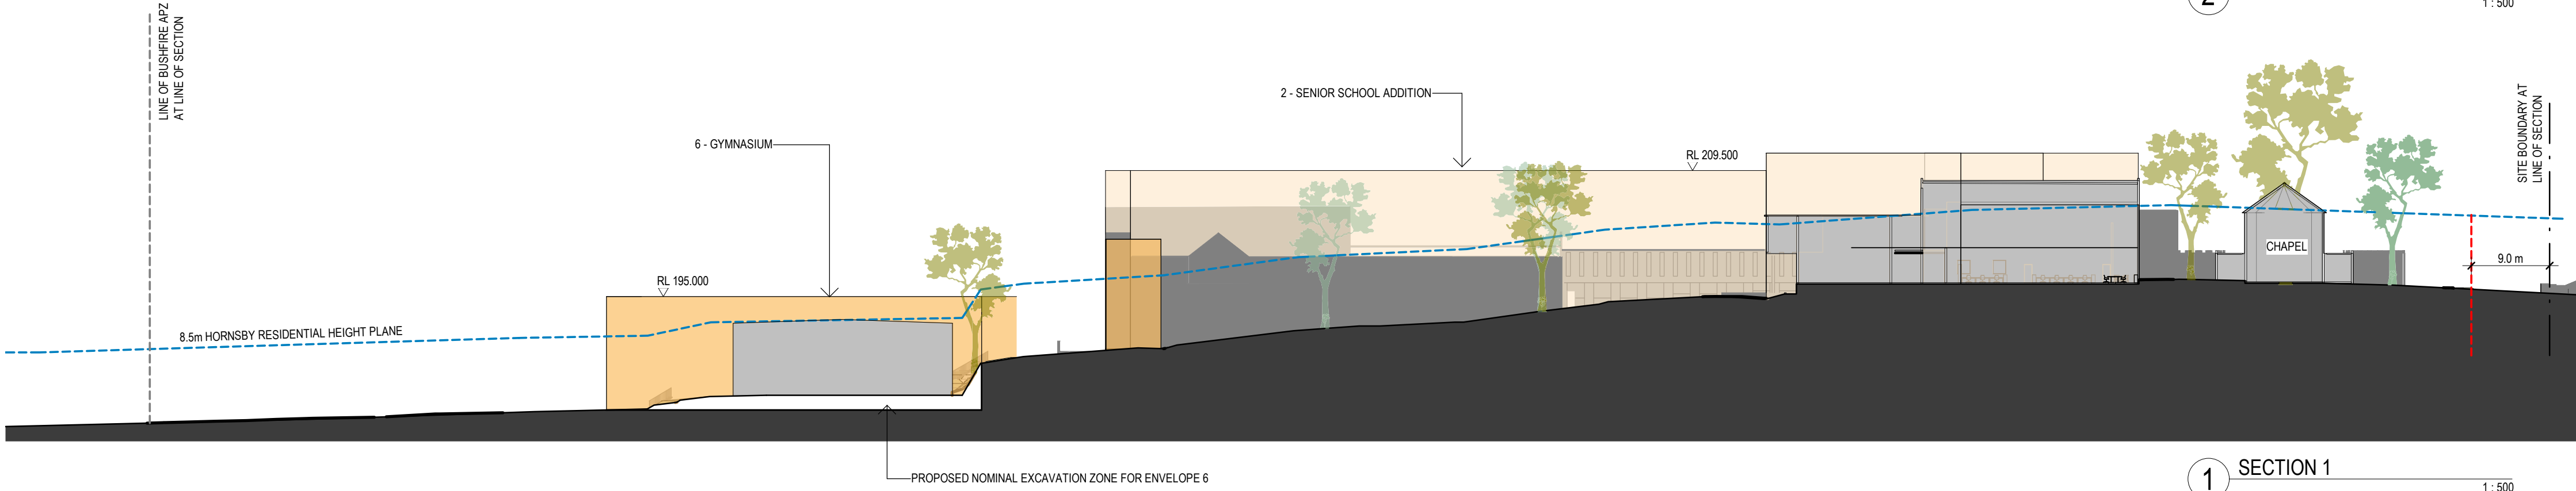 2
1 : 500
LINE OF BUSHFIRE APZ
AT LINE OF SECTION
2 - SENIOR SCHOOL ADDITION
SITE BOUNDARY AT
LINE OF SECTION
6 - GYMNASIUM
RL 209.500
CHAPEL
9.0 m
RL 195.000
8.5m HORNSBY RESIDENTIAL HEIGHT PLANE
PROPOSED NOMINAL EXCAVATION ZONE FOR ENVELOPE 6
1
SECTION 1
1 : 500